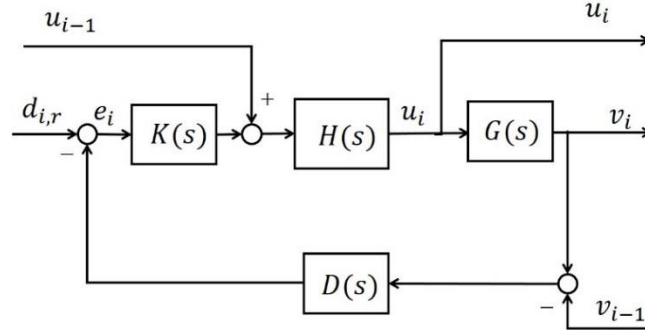 u_{i-1}
u_i
+
d_{i,r}
e_i
K(s)
H(s)
u_i
G(s)
v_i
−
D(s)
−
v_{i-1}